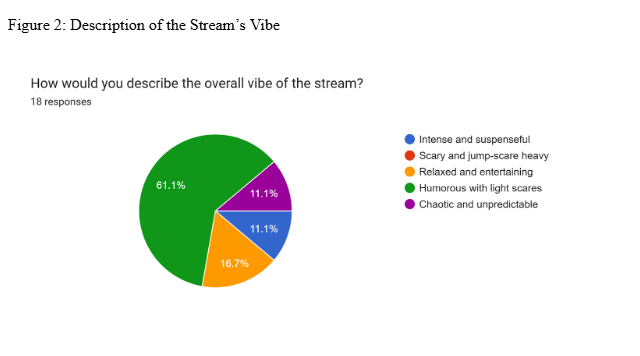 Figure 2: Description of the Stream’s Vibe
How would you describe the overall vibe of the stream?
18 responses
61.1%
11.1%
11.1%
16.7%
Intense and suspenseful
Scary and jump-scare heavy
Relaxed and entertaining
Humorous with light scares
Chaotic and unpredictable